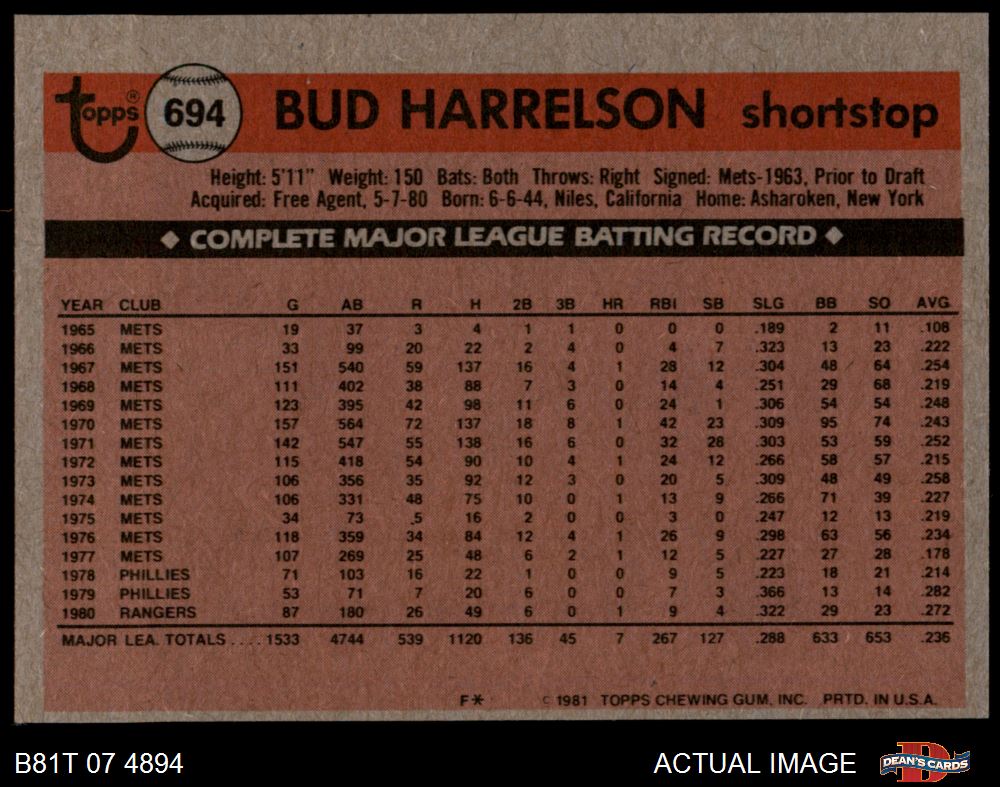 Topps® 694 BUD HARRELSON shortstop
Height: 5'11" Weight: 150 Bats: Both Throws: Right Signed: Mets-1963, Prior to Draft
Acquired: Free Agent, 5-7-80 Born: 6-6-44, Niles, California Home: Asharoken, New York
◆ COMPLETE MAJOR LEAGUE BATTING RECORD ◆
YEAR CLUB G AB R H 2B 3B HR RBI SB SLG BB SO AVG.
1965 METS 19 37 3 4 1 1 0 0 0 .189 2 11 .108
1966 METS 33 99 20 22 2 4 0 4 7 .323 13 23 .222
1967 METS 151 540 59 137 16 4 1 28 12 .304 48 64 .254
1968 METS 111 402 38 88 7 3 0 14 4 .251 29 68 .219
1969 METS 123 395 42 98 11 6 0 24 1 .306 54 54 .248
1970 METS 157 564 72 137 18 8 1 42 23 .309 95 74 .243
1971 METS 142 547 55 138 16 6 0 32 28 .303 53 59 .252
1972 METS 115 418 54 90 10 4 1 24 12 .266 58 57 .215
1973 METS 106 356 35 92 12 3 0 20 5 .309 48 49 .258
1974 METS 106 331 48 75 10 0 1 13 9 .266 71 39 .227
1975 METS 34 73 5 16 2 0 0 3 0 .247 12 13 .219
1976 METS 118 359 34 84 12 4 1 26 9 .298 63 56 .234
1977 METS 107 269 25 48 6 2 1 12 5 .227 27 28 .178
1978 PHILLIES 71 103 16 22 1 0 0 9 5 .223 18 21 .214
1979 PHILLIES 53 71 7 20 6 0 0 7 3 .366 13 14 .282
1980 RANGERS 87 180 26 49 6 0 1 9 4 .322 29 23 .272
MAJOR LEA. TOTALS .... 1533 4744 539 1120 136 45 7 267 127 .288 633 653 .236
F* © 1981 TOPPS CHEWING GUM, INC. PRTD. IN U.S.A.
B81T 07 4894 ACTUAL IMAGE DEAN'S CARDS